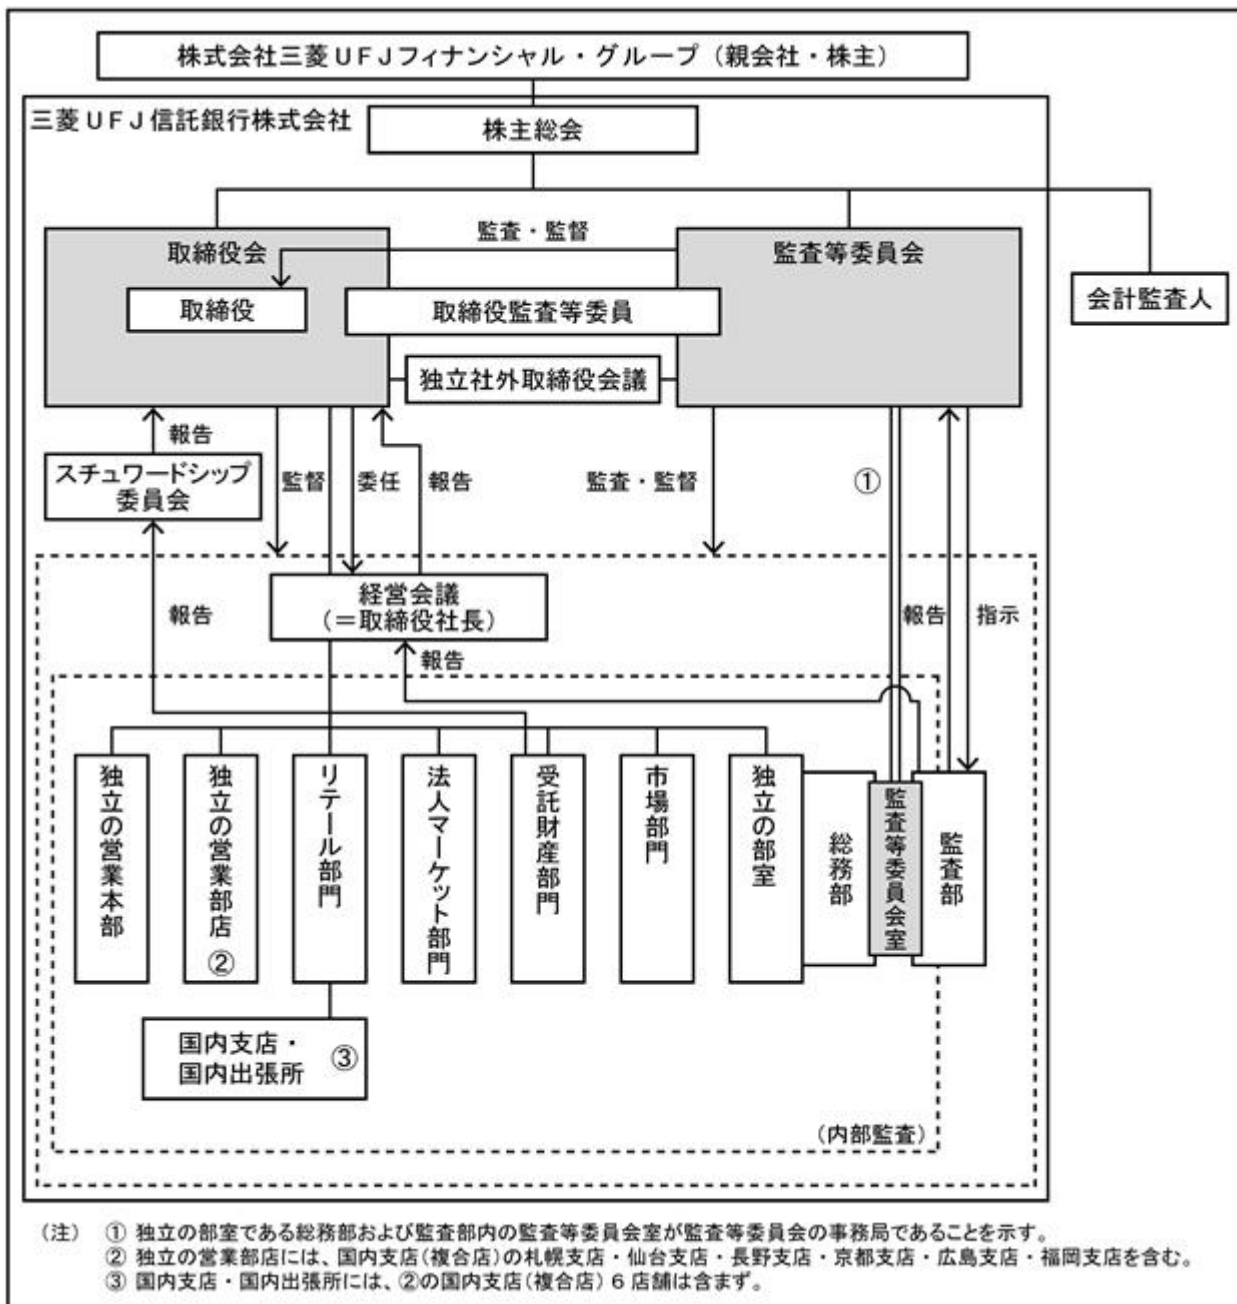 株式会社三菱UFJフィナンシャル・グループ（親会社・株主）
三菱UFJ信託銀行株式会社
株主総会
取締役会
監査・監督
監査等委員会
取締役
取締役監査等委員
会計監査人
独立社外取締役会議
報告
スチュワードシップ
委員会
監督
委任
報告
監査・監督
①
経営会議
（＝取締役社長）
報告
報告
指示
報告
独立の営業本部
独立の営業部店
②
リテール部門
法人マーケット部門
受託財産部門
市場部門
独立の部室
総務部
監査等委員会室
監査部
国内支店・
国内出張所
③
（内部監査）
（注） ① 独立の部室である総務部および監査部内の監査等委員会室が監査等委員会の事務局であることを示す。
② 独立の営業部店には、国内支店（複合店）の札幌支店・仙台支店・長野支店・京都支店・広島支店・福岡支店を含む。
③ 国内支店・国内出張所には、②の国内支店（複合店）６店舗は含まず。